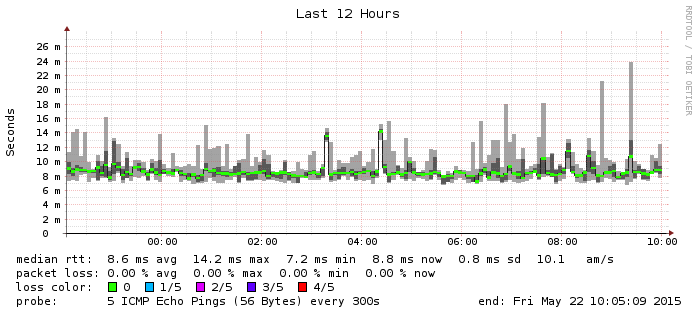 Last 12 Hours
RRDTOOL / TOBI OETIKER
Seconds
26 m
24 m
22 m
20 m
18 m
16 m
14 m
12 m
10 m
8 m
6 m
4 m
2 m
0
00:00 02:00 04:00 06:00 08:00 10:00
median rtt: 8.6 ms avg 14.2 ms max 7.2 ms min 8.8 ms now 0.8 ms sd 10.1 am/s
packet loss: 0.00 % avg 0.00 % max 0.00 % min 0.00 % now
loss color: 0 1/5 2/5 3/5 4/5
probe: 5 ICMP Echo Pings (56 Bytes) every 300s end: Fri May 22 10:05:09 2015